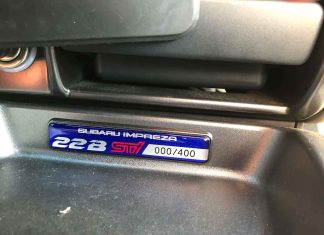 SUBARU IMPREZA
22B STi 000/400